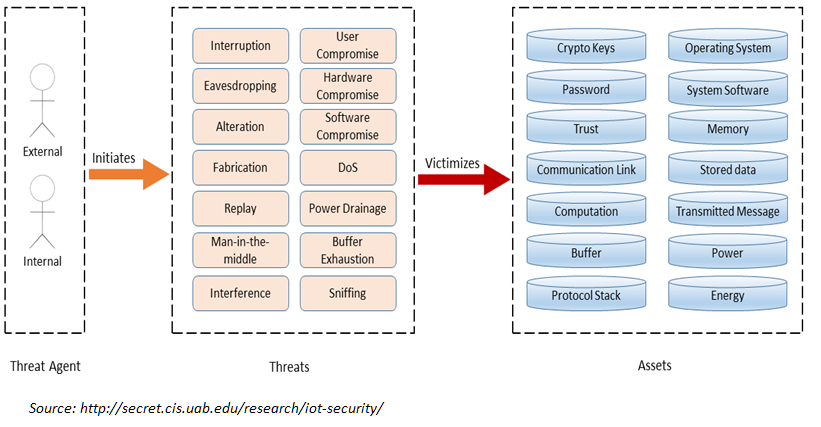 External
Internal
Threat Agent
Initiates
Interruption
User
Compromise
Eavesdropping
Hardware
Compromise
Alteration
Software
Compromise
Fabrication
DoS
Replay
Power Drainage
Man-in-the-
middle
Buffer
Exhaustion
Interference
Sniffing
Threats
Victimizes
Crypto Keys
Operating System
Password
System Software
Trust
Memory
Communication Link
Stored data
Computation
Transmitted Message
Buffer
Power
Protocol Stack
Energy
Assets
Source: http://secret.cis.uab.edu/research/iot-security/